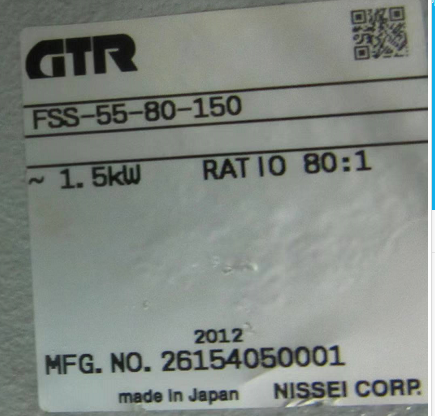 GTR
FSS-55-80-150
~ 1.5kW RATIO 80:1
2012
MFG. NO. 26154050001
made in Japan NISSEI CORP.